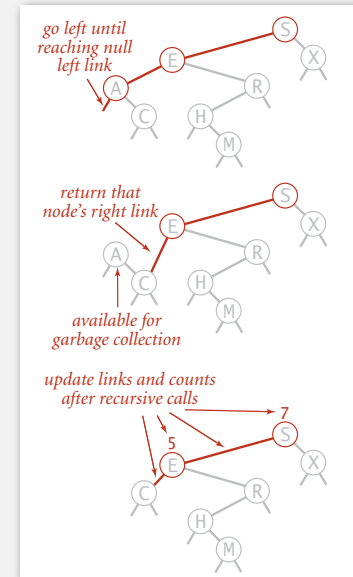 go left until
reaching null
left link
S
E
X
A
R
C
H
M
return that
node's right link
S
E
X
A
R
C
H
M
available for
garbage collection
update links and counts
after recursive calls
7
5
S
E
X
C
R
H
M